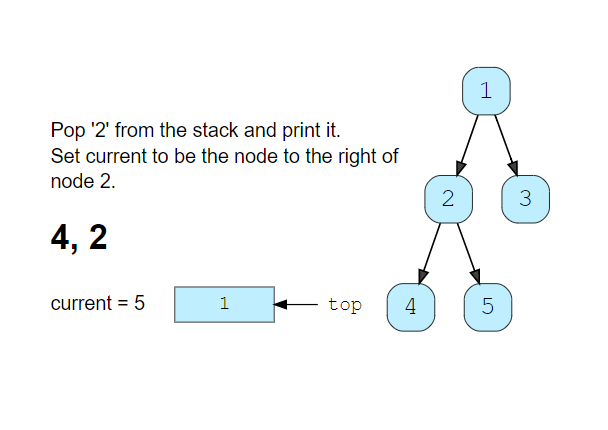 Pop '2' from the stack and print it.
Set current to be the node to the right of
node 2.
4, 2
current = 5
1
top
1
2
3
4
5